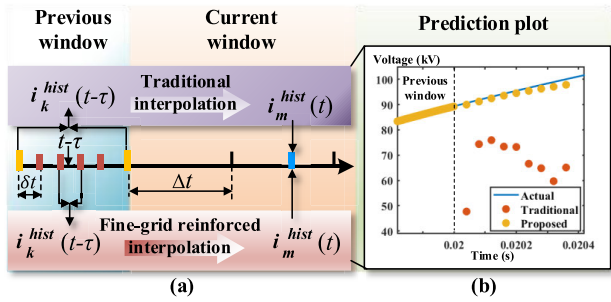 Previous window
Current window
Prediction plot
i_k^hist(t-τ)
Traditional interpolation
i_m^hist(t)
t-τ
δt
Δt
i_k^hist(t-τ)
Fine-grid reinforced interpolation
i_m^hist(t)
(a)
Voltage (kV)
100
90
80
70
60
50
40
Previous window
Actual
Traditional
Proposed
0.02
0.0202
0.0204
Time (s)
(b)